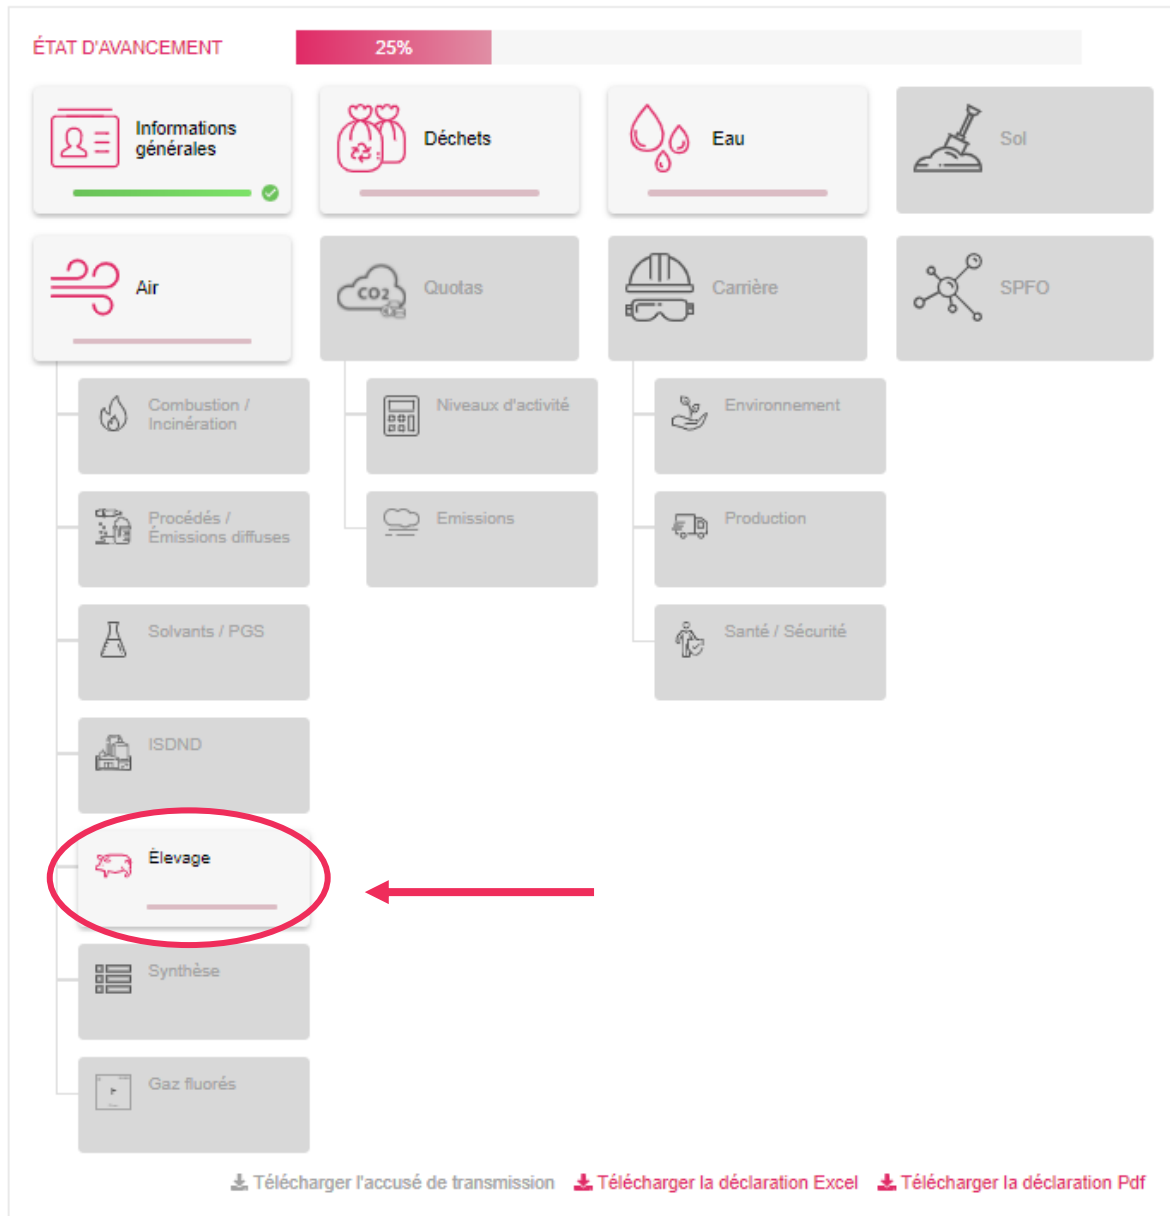 ÉTAT D'AVANCEMENT
25%
Informations
générales
Déchets
Eau
Sol
Air
CO2
Quotas
Carrière
SPFO
Combustion /
Incinération
Niveaux d'activité
Environnement
Procédés /
Émissions diffuses
Emissions
Production
Solvants / PGS
Santé / Sécurité
ISDND
Élevage
Synthèse
Gaz fluorés
Télécharger l'accusé de transmission
Télécharger la déclaration Excel
Télécharger la déclaration Pdf